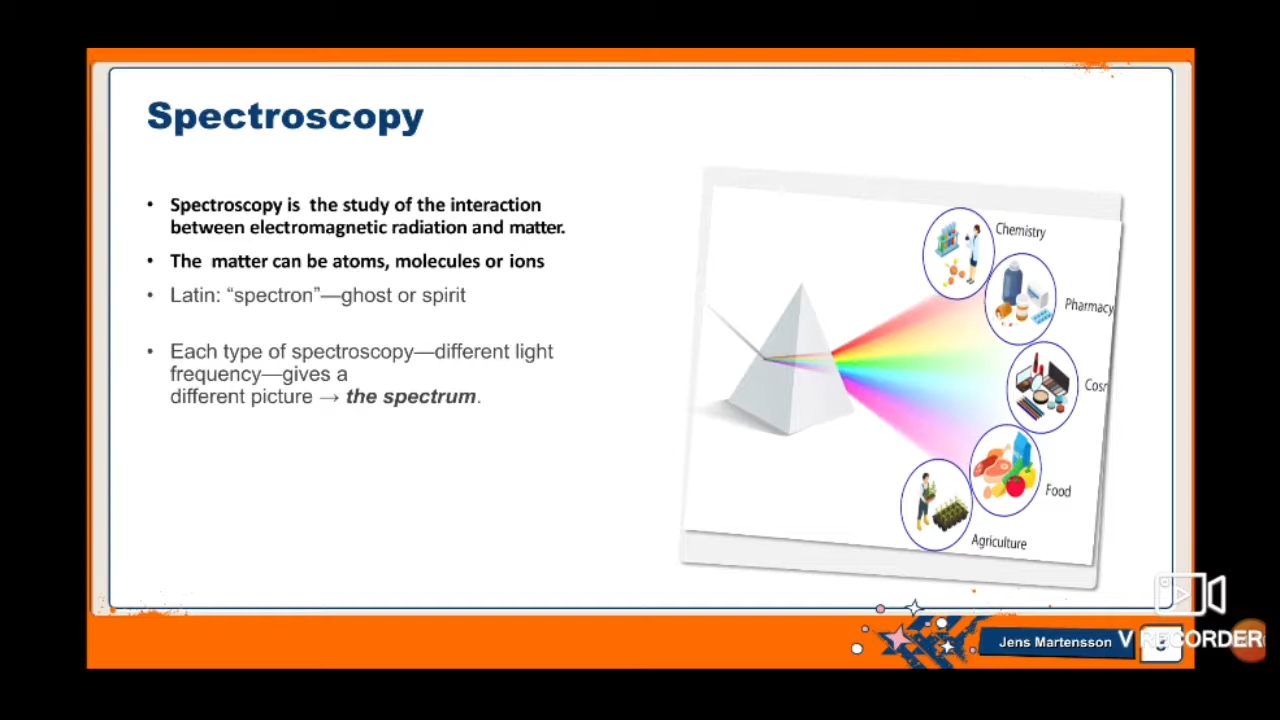 Spectroscopy
• Spectroscopy is the study of the interaction
between electromagnetic radiation and matter.
• The matter can be atoms, molecules or ions
• Latin: “spectron”—ghost or spirit
• Each type of spectroscopy—different light
frequency—gives a
different picture → the spectrum.
Chemistry
Pharmacy
Food
Agriculture
Jens Martensson
V RECORDER